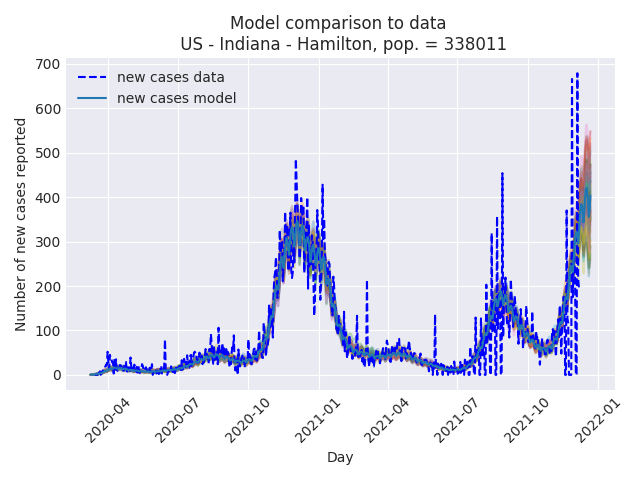 Model comparison to data
US - Indiana - Hamilton, pop. = 338011
new cases data
new cases model
Number of new cases reported
700
600
500
400
300
200
100
0
2020-04
2020-07
2020-10
2021-01
2021-04
2021-07
2021-10
2022-01
Day